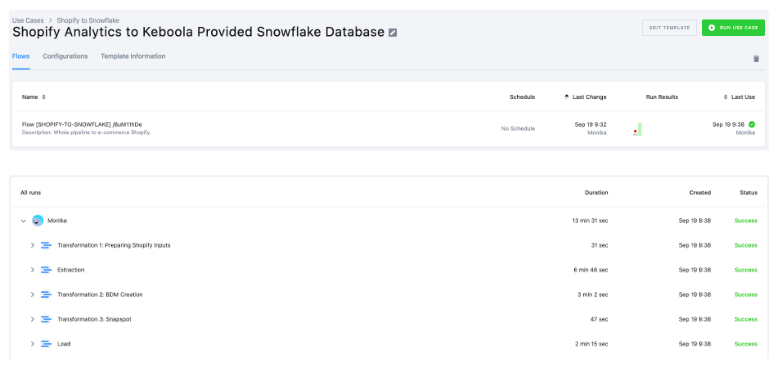 Use Cases > Shopify to Snowflake
Shopify Analytics to Keboola Provided Snowflake Database
EDIT TEMPLATE
RUN USE CASE
Flows Configurations Template Information
Name Schedule Last Change Run Results Last Use
Flow [SHOPIFY-TO-SNOWFLAKE]
Description: Whole pipeline to e-commerce Shopify.
No Schedule
Sep 19 9:32
Monika
Sep 19 9:38
Monika
All runs Duration Created Status
Monika 13 min 31 sec Sep 19 9:38 Success
Transformation 1: Preparing Shopify Inputs 31 sec Sep 19 9:38 Success
Extraction 6 min 46 sec Sep 19 9:38 Success
Transformation 2: BDM Creation 3 min 2 sec Sep 19 9:38 Success
Transformation 3: Snapspot 47 sec Sep 19 9:38 Success
Load 2 min 15 sec Sep 19 9:38 Success